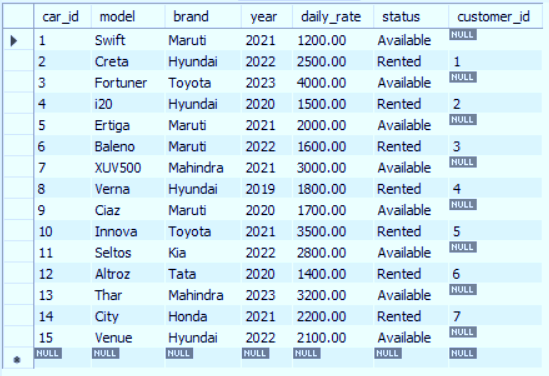 car_id model brand year daily_rate status customer_id
1 Swift Maruti 2021 1200.00 Available NULL
2 Creta Hyundai 2022 2500.00 Rented 1
3 Fortuner Toyota 2023 4000.00 Available NULL
4 i20 Hyundai 2020 1500.00 Rented 2
5 Ertiga Maruti 2021 2000.00 Available NULL
6 Baleno Maruti 2022 1600.00 Rented 3
7 XUV500 Mahindra 2021 3000.00 Available NULL
8 Verna Hyundai 2019 1800.00 Rented 4
9 Ciaz Maruti 2020 1700.00 Available NULL
10 Innova Toyota 2021 3500.00 Rented 5
11 Seltos Kia 2022 2800.00 Available NULL
12 Altroz Tata 2020 1400.00 Rented 6
13 Thar Mahindra 2023 3200.00 Available NULL
14 City Honda 2021 2200.00 Rented 7
15 Venue Hyundai 2022 2100.00 Available NULL
NULL NULL NULL NULL NULL NULL NULL